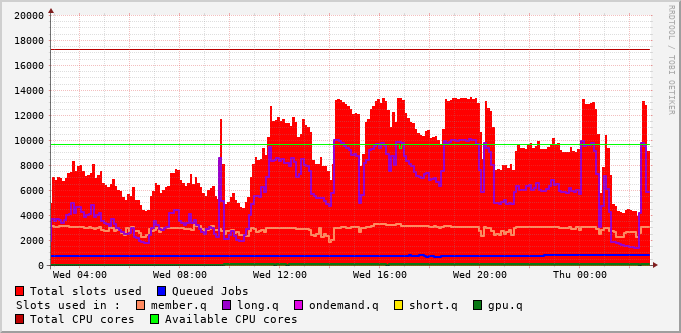 20000
18000
16000
14000
12000
10000
8000
6000
4000
2000
0
Wed 04:00 Wed 08:00 Wed 12:00 Wed 16:00 Wed 20:00 Thu 00:00
Total slots used Queued Jobs
Slots used in : member.q long.q ondemand.q short.q gpu.q
Total CPU cores Available CPU cores
RRDTOOL / TOBI OETIKER